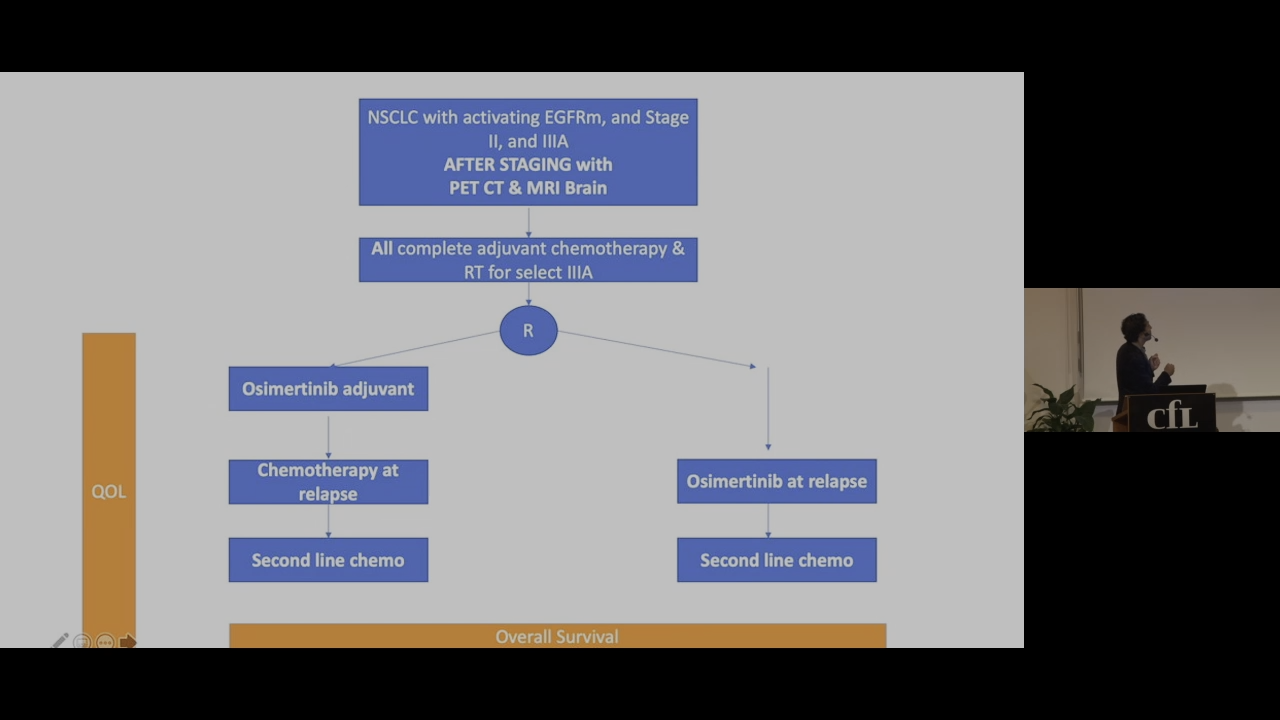 NSCLC with activating EGFRm, and Stage
II, and IIIA
AFTER STAGING with
PET CT & MRI Brain
All complete adjuvant chemotherapy &
RT for select IIIA
R
Osimertinib adjuvant
Chemotherapy at
relapse
Second line chemo
Osimertinib at relapse
Second line chemo
QOL
Overall Survival
cfL